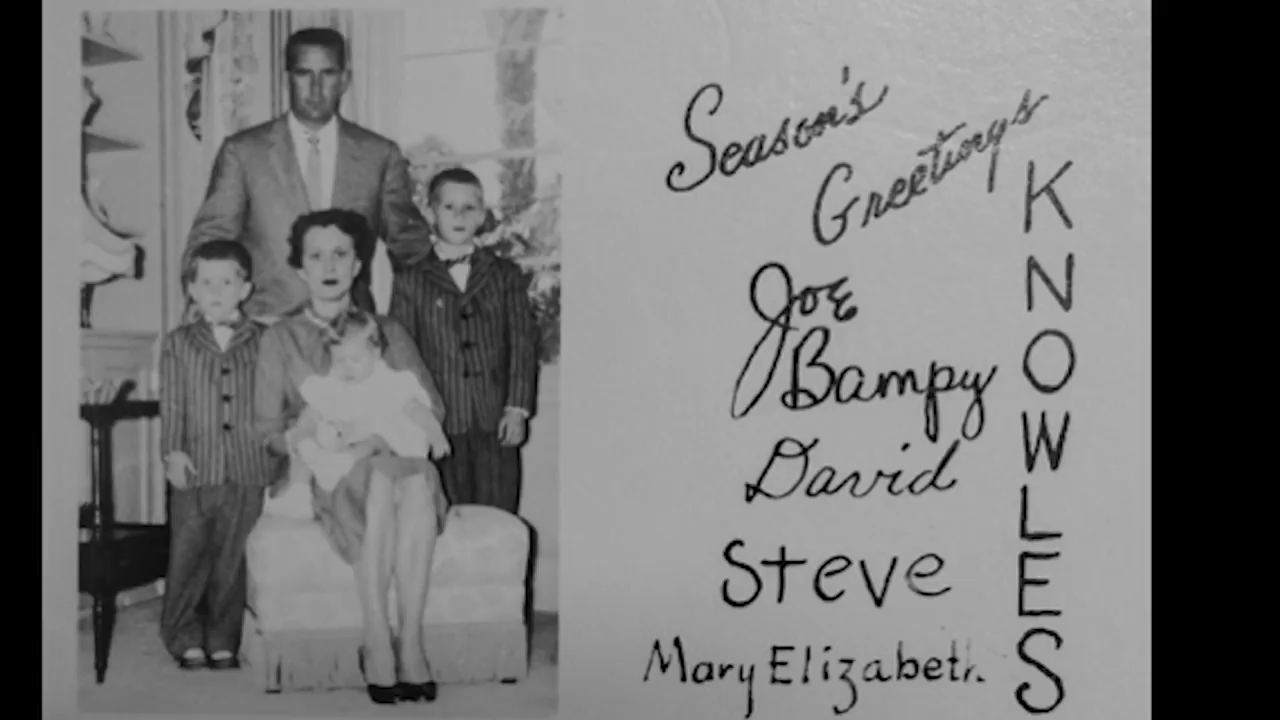 Season's
Greetings
Joe
Bampy
David
Steve
Mary Elizabeth.
KNOWLES